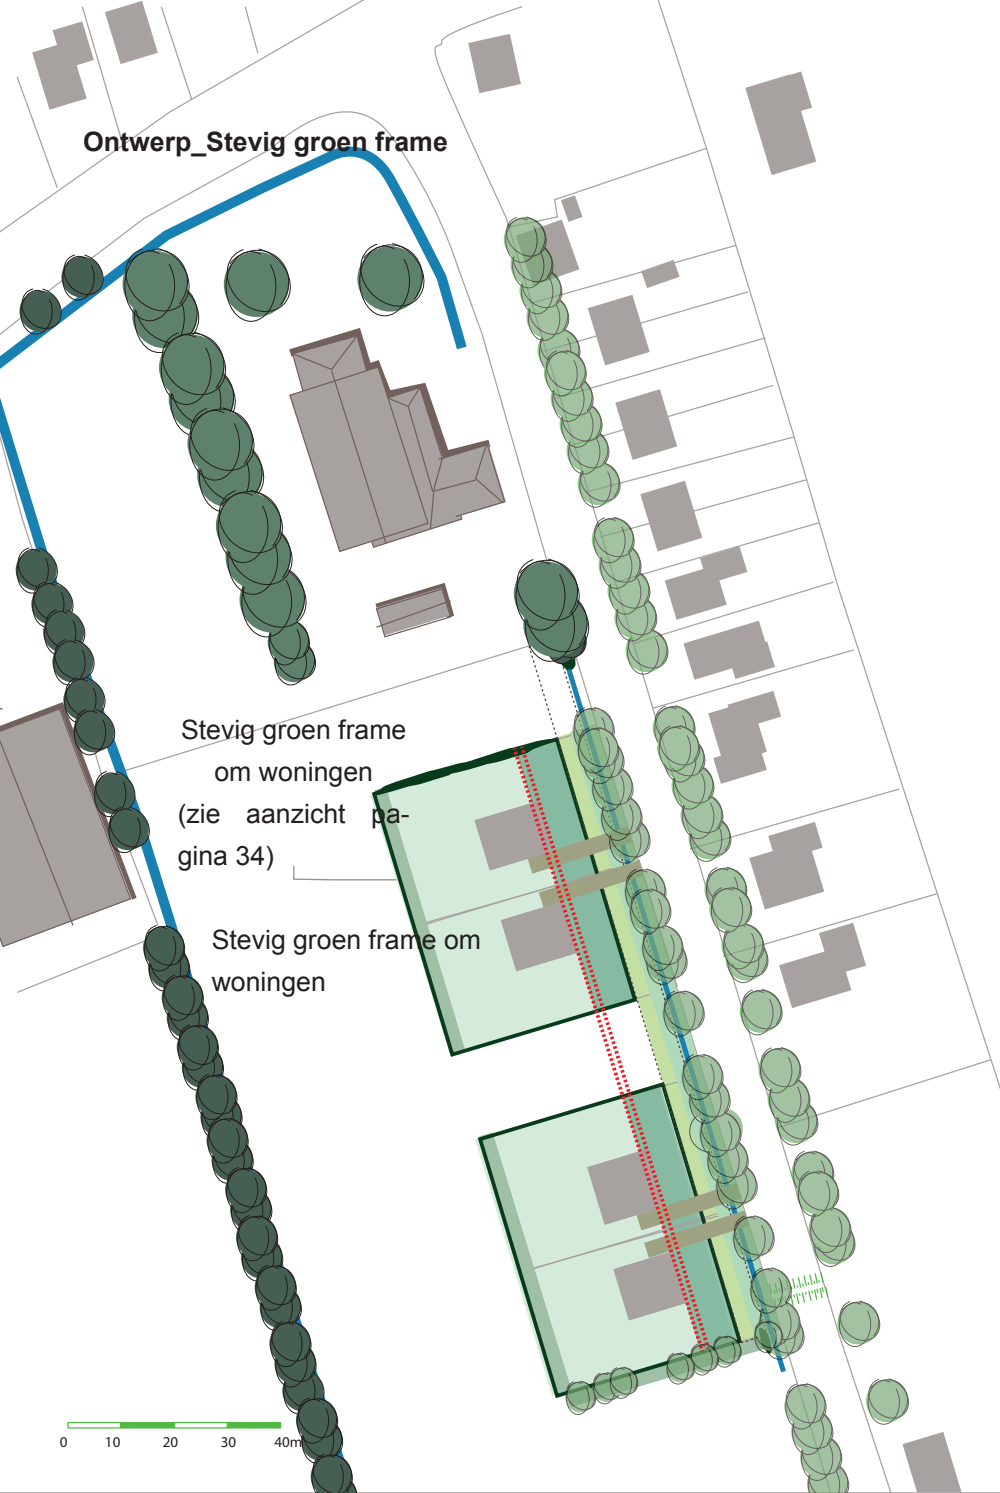 Ontwerp_Stevig groen frame
Stevig groen frame
om woningen
(zie aanzicht pa-
gina 34)
Stevig groen frame om
woningen
0 10 20 30 40m